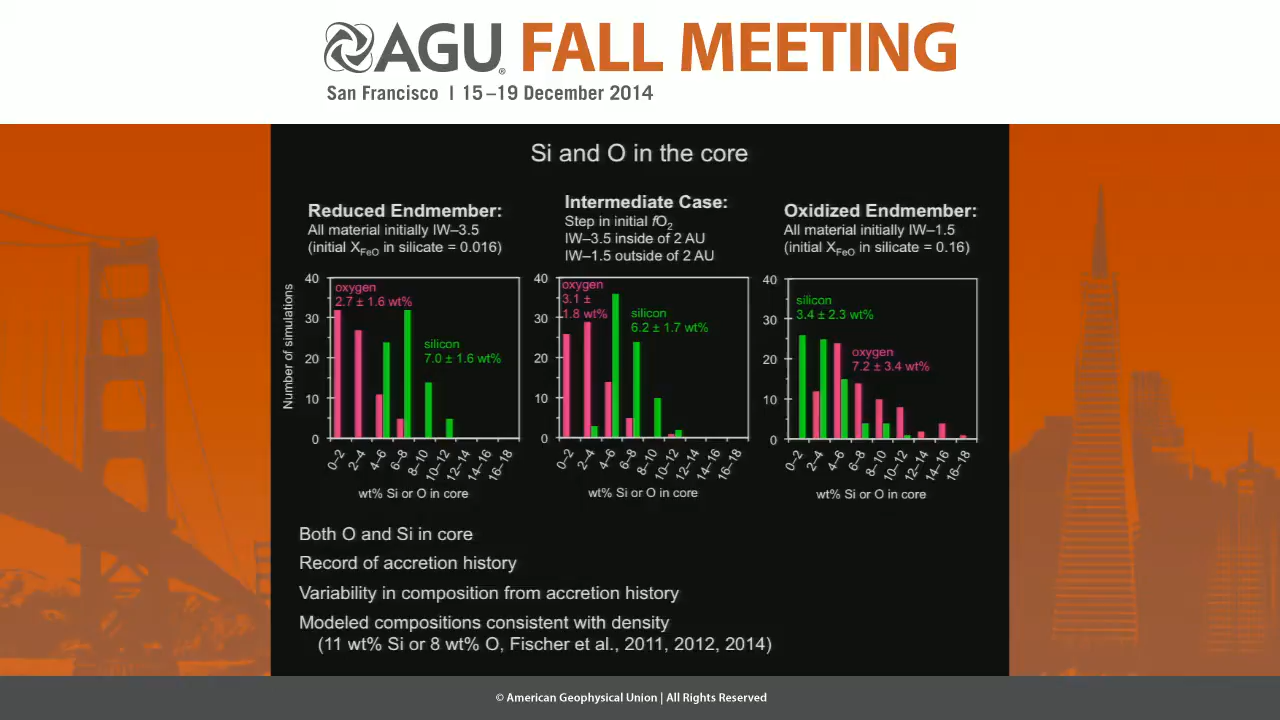 AGU FALL MEETING
®
San Francisco | 15–19 December 2014
Si and O in the core
Reduced Endmember:
All material initially IW–3.5
(initial XFeO in silicate = 0.016)
Intermediate Case:
Step in initial fO2
IW–3.5 inside of 2 AU
IW–1.5 outside of 2 AU
Oxidized Endmember:
All material initially IW–1.5
(initial XFeO in silicate = 0.16)
Number of simulations
40
30
20
10
0
oxygen
2.7 ± 1.6 wt%
silicon
7.0 ± 1.6 wt%
0–2
2–4
4–6
6–8
8–10
10–12
12–14
14–16
16–18
wt% Si or O in core
40
30
20
10
0
oxygen
3.1 ±
1.8 wt%
silicon
6.2 ± 1.7 wt%
0–2
2–4
4–6
6–8
8–10
10–12
12–14
14–16
16–18
wt% Si or O in core
40
30
20
10
0
silicon
3.4 ± 2.3 wt%
oxygen
7.2 ± 3.4 wt%
0–2
2–4
4–6
6–8
8–10
10–12
12–14
14–16
16–18
wt% Si or O in core
Both O and Si in core
Record of accretion history
Variability in composition from accretion history
Modeled compositions consistent with density
(11 wt% Si or 8 wt% O, Fischer et al., 2011, 2012, 2014)
© American Geophysical Union | All Rights Reserved